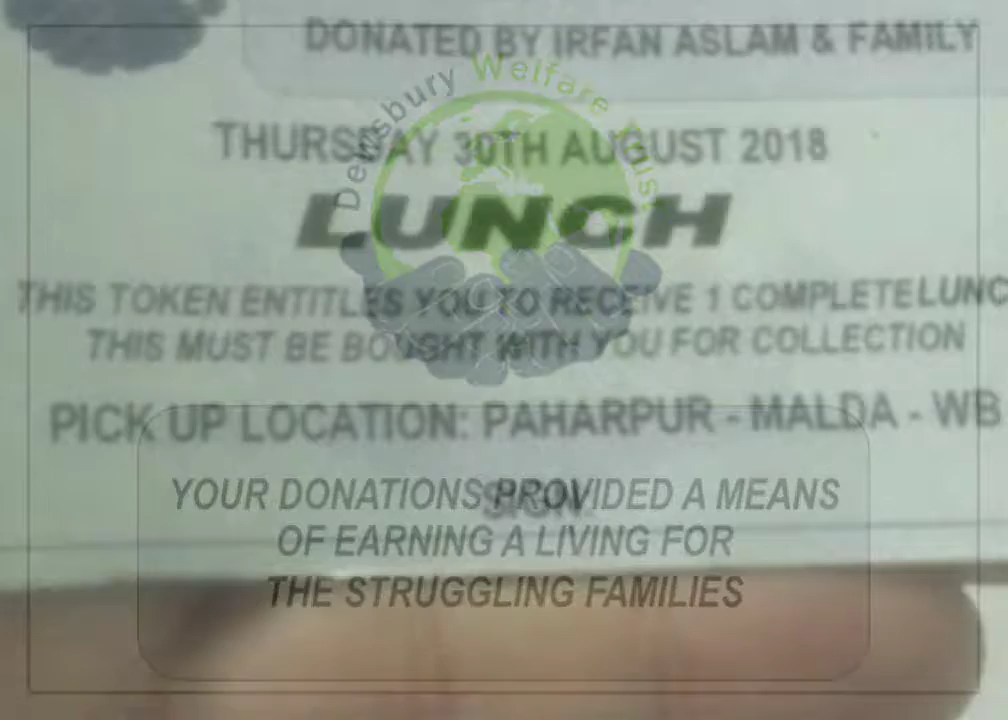 DONATED BY IRFAN ASLAM & FAMILY
Dewsbury Welfare Trust
THURSDAY 30TH AUGUST 2018
LUNCH
THIS TOKEN ENTITLES YOU TO RECEIVE 1 COMPLETE LUNC
THIS MUST BE BOUGHT WITH YOU FOR COLLECTION
PICK UP LOCATION: PAHARPUR - MALDA - WB
SIGN
YOUR DONATIONS PROVIDED A MEANS
OF EARNING A LIVING FOR
THE STRUGGLING FAMILIES